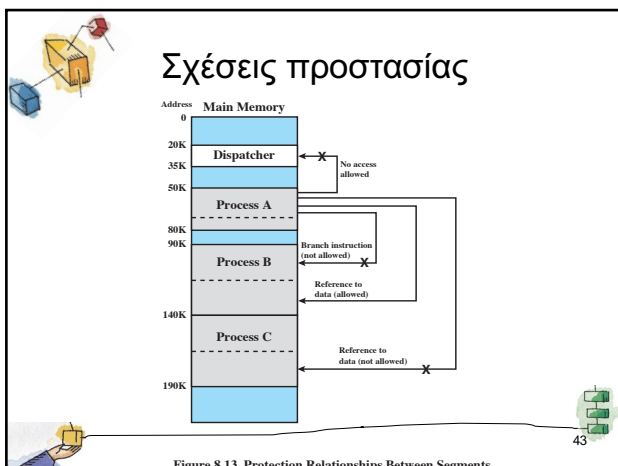 Σχέσεις προστασίας
Address
Main Memory
0
20K
Dispatcher
X
35K
No access
allowed
50K
Process A
80K
90K
Branch instruction
(not allowed)
X
Process B
Reference to
data (allowed)
140K
Process C
Reference to
data (not allowed)
X
190K
43
Figure 8.13 Protection Relationships Between Segments